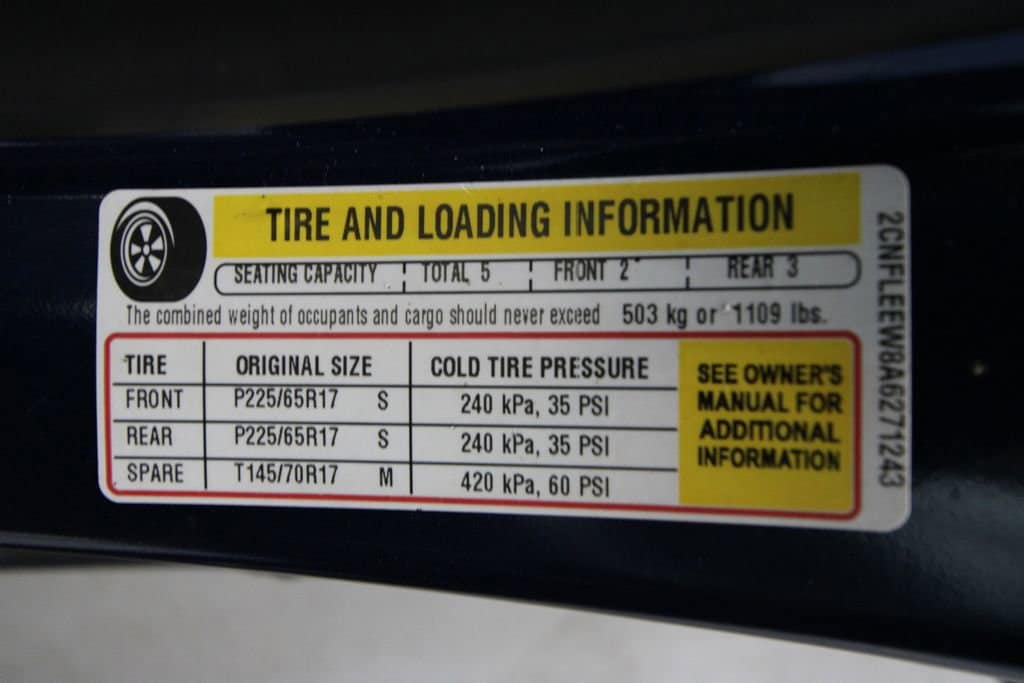 TIRE AND LOADING INFORMATION
SEATING CAPACITY TOTAL 5 FRONT 2 REAR 3
The combined weight of occupants and cargo should never exceed 503 kg or 1109 lbs.
TIRE ORIGINAL SIZE COLD TIRE PRESSURE
FRONT P225/65R17 S 240 kPa, 35 PSI
REAR P225/65R17 S 240 kPa, 35 PSI
SPARE T145/70R17 M 420 kPa, 60 PSI
SEE OWNER'S
MANUAL FOR
ADDITIONAL
INFORMATION
2CNFLEEW8A6271243